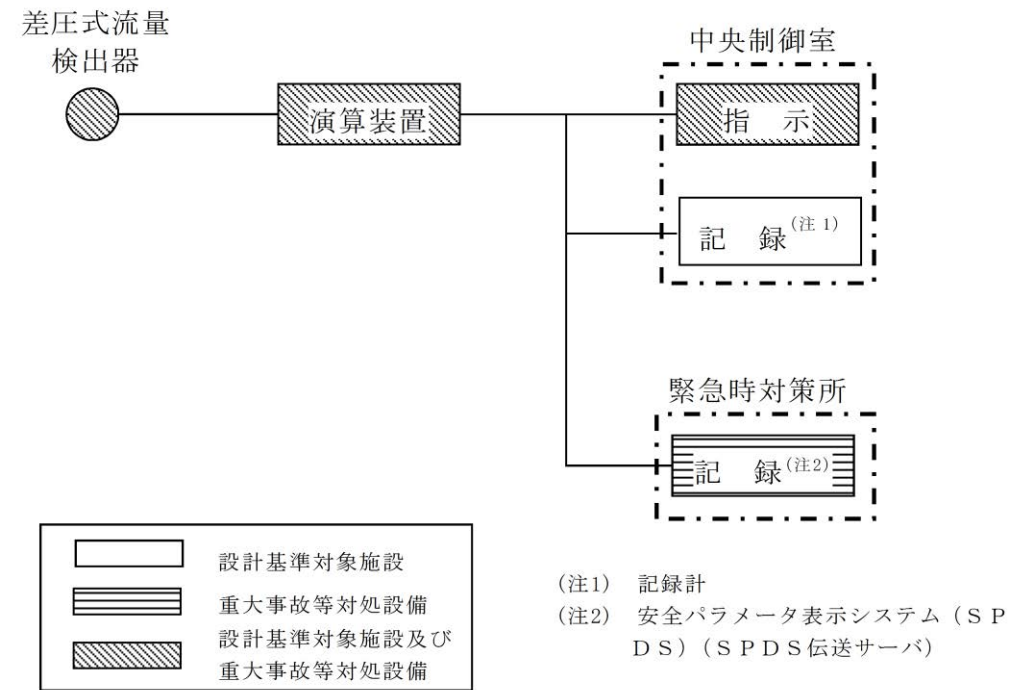 差圧式流量
検出器
中央制御室
演算装置
指　示
記　録(注1)
緊急時対策所
記　録(注2)
設計基準対象施設
重大事故等対処設備
設計基準対象施設及び
重大事故等対処設備
(注1)　記録計
(注2)　安全パラメータ表示システム（ＳＰ
ＤＳ）（ＳＰＤＳ伝送サーバ）